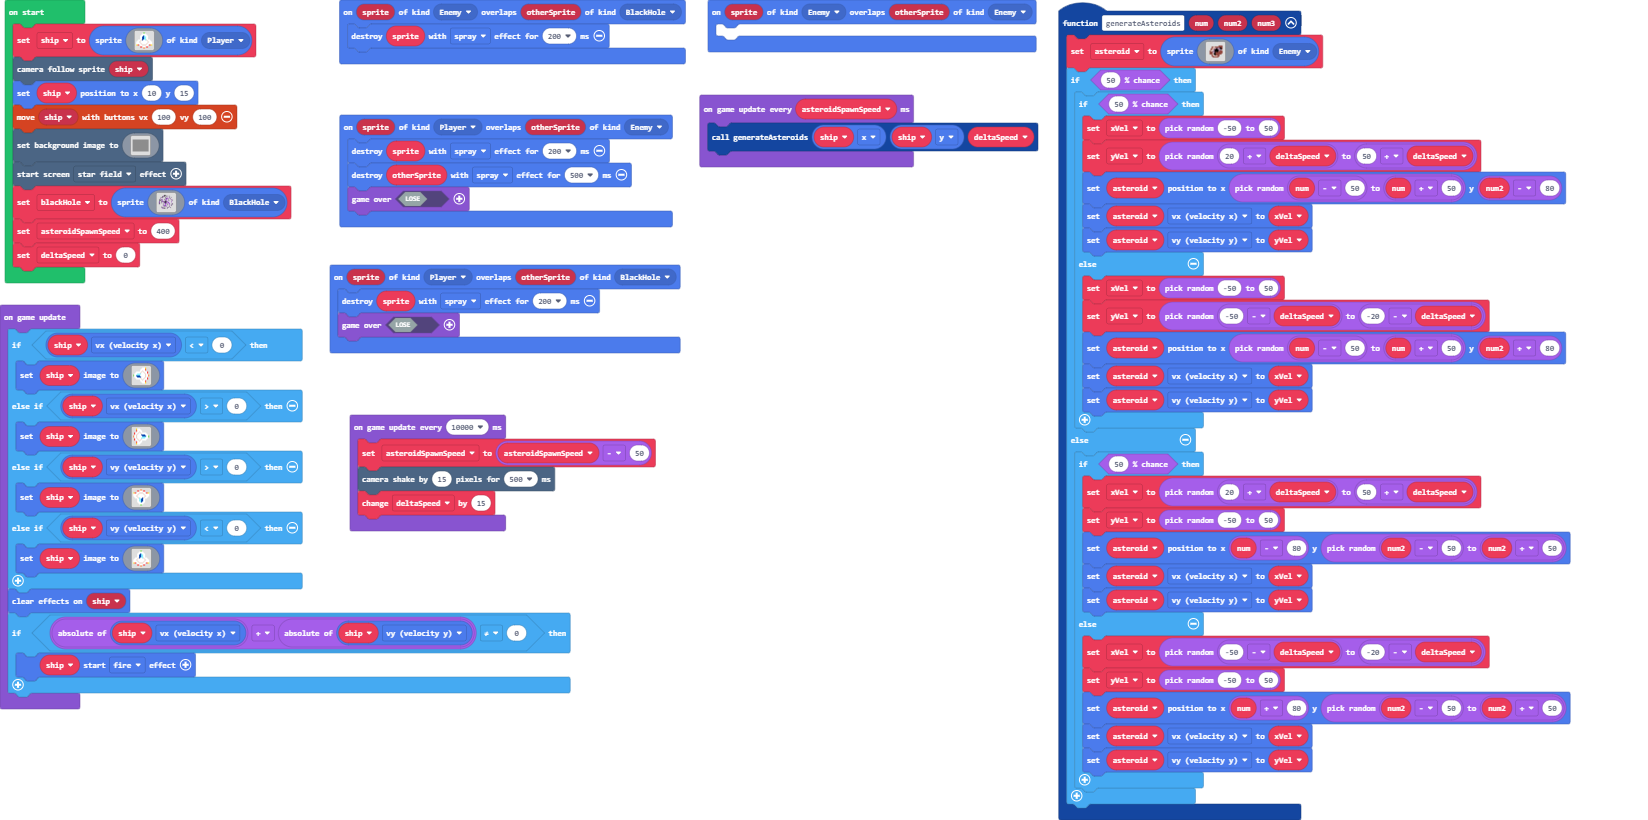 on start
set ship to sprite of kind Player
camera follow sprite ship
set ship position to x 10 y 15
move ship with buttons vx 100 vy 100
set background image to
start screen star field effect
set blackHole to sprite of kind BlackHole
set asteroidSpawnSpeed to 400
set deltaSpeed to 0
on game update
if ship vx (velocity x) < 0 then
set ship image to
else if ship vx (velocity x) > 0 then
set ship image to
else if ship vy (velocity y) > 0 then
set ship image to
else if ship vy (velocity y) < 0 then
set ship image to
clear effects on ship
if absolute of ship vx (velocity x) + absolute of ship vy (velocity y) ≠ 0 then
ship start fire effect
on sprite of kind Enemy overlaps otherSprite of kind BlackHole
destroy sprite with spray effect for 200 ms
on sprite of kind Player overlaps otherSprite of kind Enemy
destroy sprite with spray effect for 200 ms
destroy otherSprite with spray effect for 500 ms
game over LOSE
on sprite of kind Player overlaps otherSprite of kind BlackHole
destroy sprite with spray effect for 200 ms
game over LOSE
on game update every 10000 ms
set asteroidSpawnSpeed to asteroidSpawnSpeed - 50
camera shake by 15 pixels for 500 ms
change deltaSpeed by 15
on sprite of kind Enemy overlaps otherSprite of kind Enemy
on game update every asteroidSpawnSpeed ms
call generateAsteroids ship x ship y deltaSpeed
function generateAsteroids num num2 num3
set asteroid to sprite of kind Enemy
if 50 % chance then
if 50 % chance then
set xVel to pick random -50 to 50
set yVel to pick random 20 + deltaSpeed to 50 + deltaSpeed
set asteroid position to x pick random num - 50 to num + 50 y num2 - 80
set asteroid vx (velocity x) to xVel
set asteroid vy (velocity y) to yVel
else
set xVel to pick random -50 to 50
set yVel to pick random -50 - deltaSpeed to -20 - deltaSpeed
set asteroid position to x pick random num - 50 to num + 50 y num2 + 80
set asteroid vx (velocity x) to xVel
set asteroid vy (velocity y) to yVel
else
if 50 % chance then
set xVel to pick random 20 + deltaSpeed to 50 + deltaSpeed
set yVel to pick random -50 to 50
set asteroid position to x num - 80 y pick random num2 - 50 to num2 + 50
set asteroid vx (velocity x) to xVel
set asteroid vy (velocity y) to yVel
else
set xVel to pick random -50 - deltaSpeed to -20 - deltaSpeed
set yVel to pick random -50 to 50
set asteroid position to x num + 80 y pick random num2 - 50 to num2 + 50
set asteroid vx (velocity x) to xVel
set asteroid vy (velocity y) to yVel